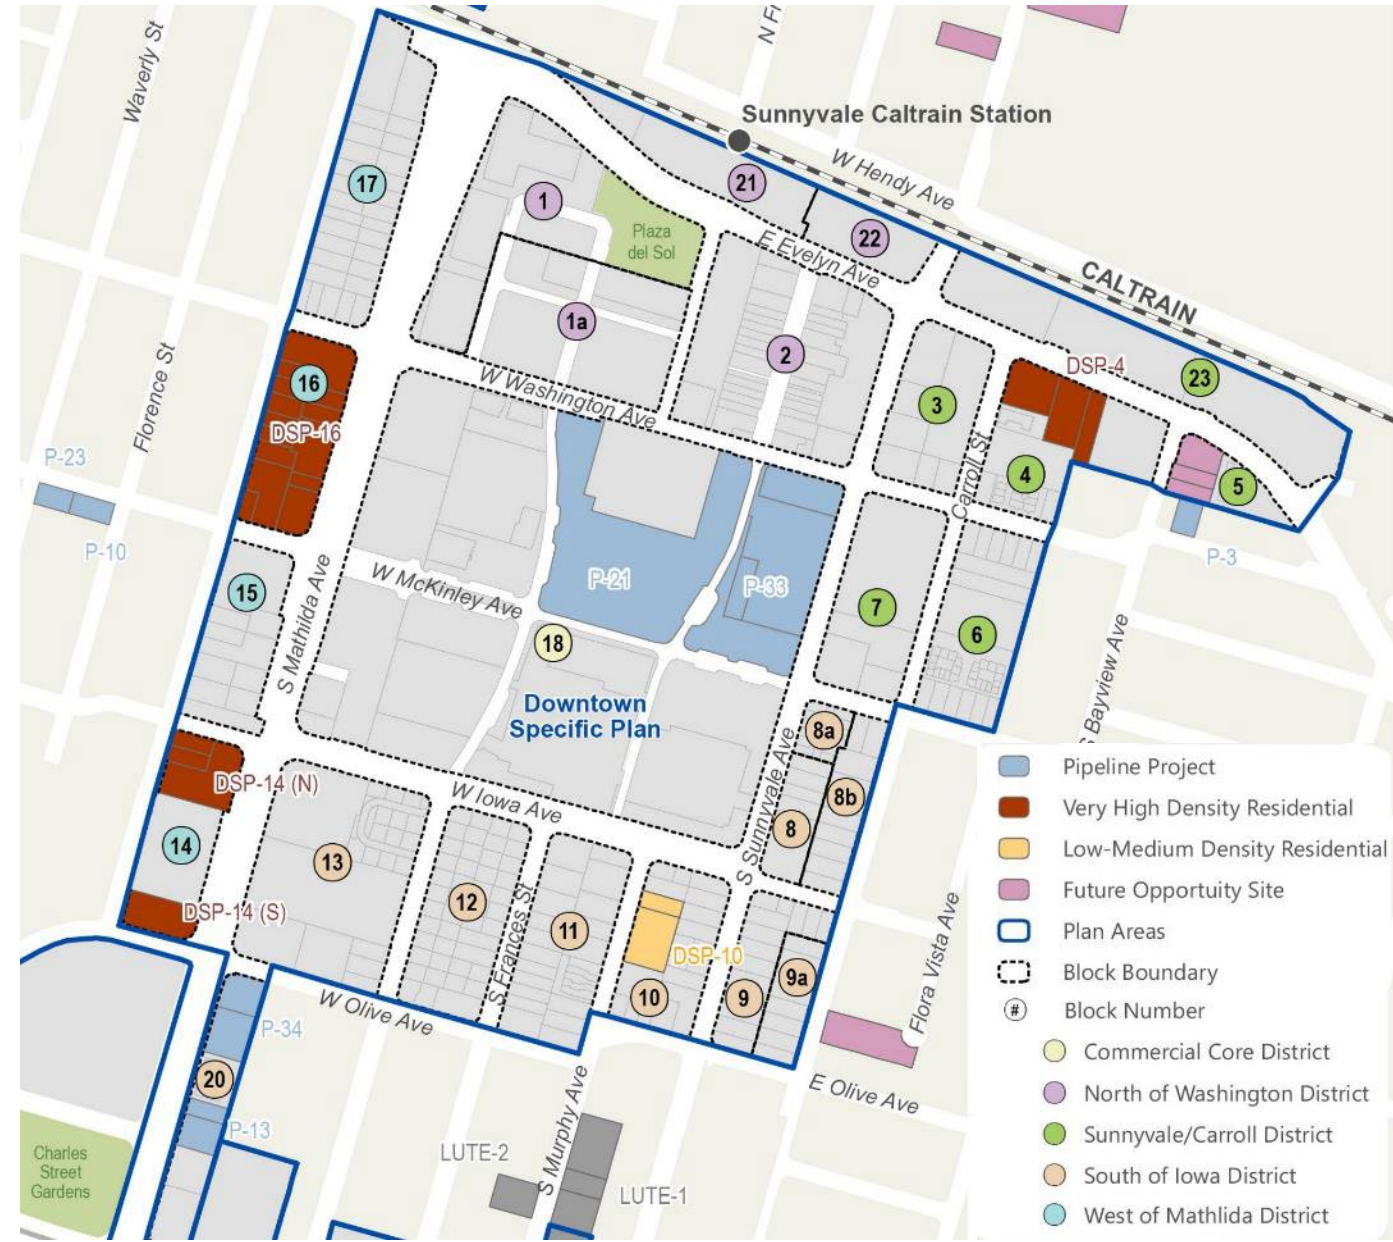 Waverly St
N Fr
Sunnyvale Caltrain Station
W Hendy Ave
17
21
1
22
Plaza
del Sol
E Evelyn Ave
CALTRAIN
1a
2
W Washington Ave
DSP-4
23
Florence St
16
3
DSP-16
P-23
Carroll St
4
5
P-10
P-3
W McKinley Ave
P-21
P-33
15
S Mathilda Ave
7
18
6
S Bayview Ave
Downtown
Specific Plan
8a
S Sunnyvale Ave
DSP-14 (N)
W Iowa Ave
8b
8
14
13
12
S Frances St
11
DSP-14 (S)
DSP-10
10
9
9a
Flora Vista Ave
W Olive Ave
P-34
20
E Olive Ave
P-13
S Murphy Ave
Charles
Street
Gardens
LUTE-2
LUTE-1
Pipeline Project
Very High Density Residential
Low-Medium Density Residential
Future Opportuity Site
Plan Areas
Block Boundary
# Block Number
Commercial Core District
North of Washington District
Sunnyvale/Carroll District
South of Iowa District
West of Mathlida District